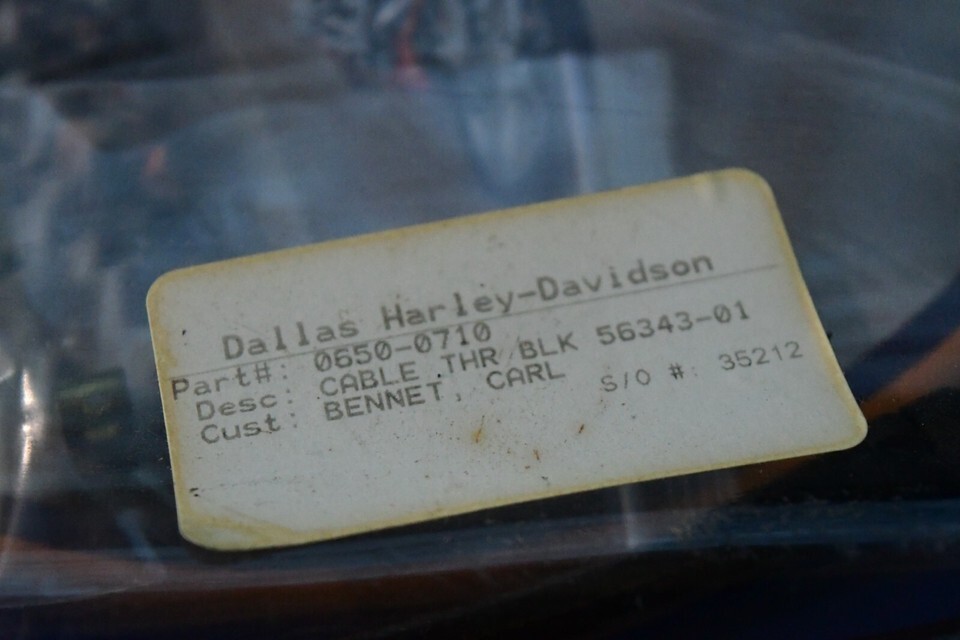 Dallas Harley-Davidson
Part#: 0650-0710
Desc: CABLE THR BLK 56343-01
Cust: BENNET, CARL S/O #: 35212